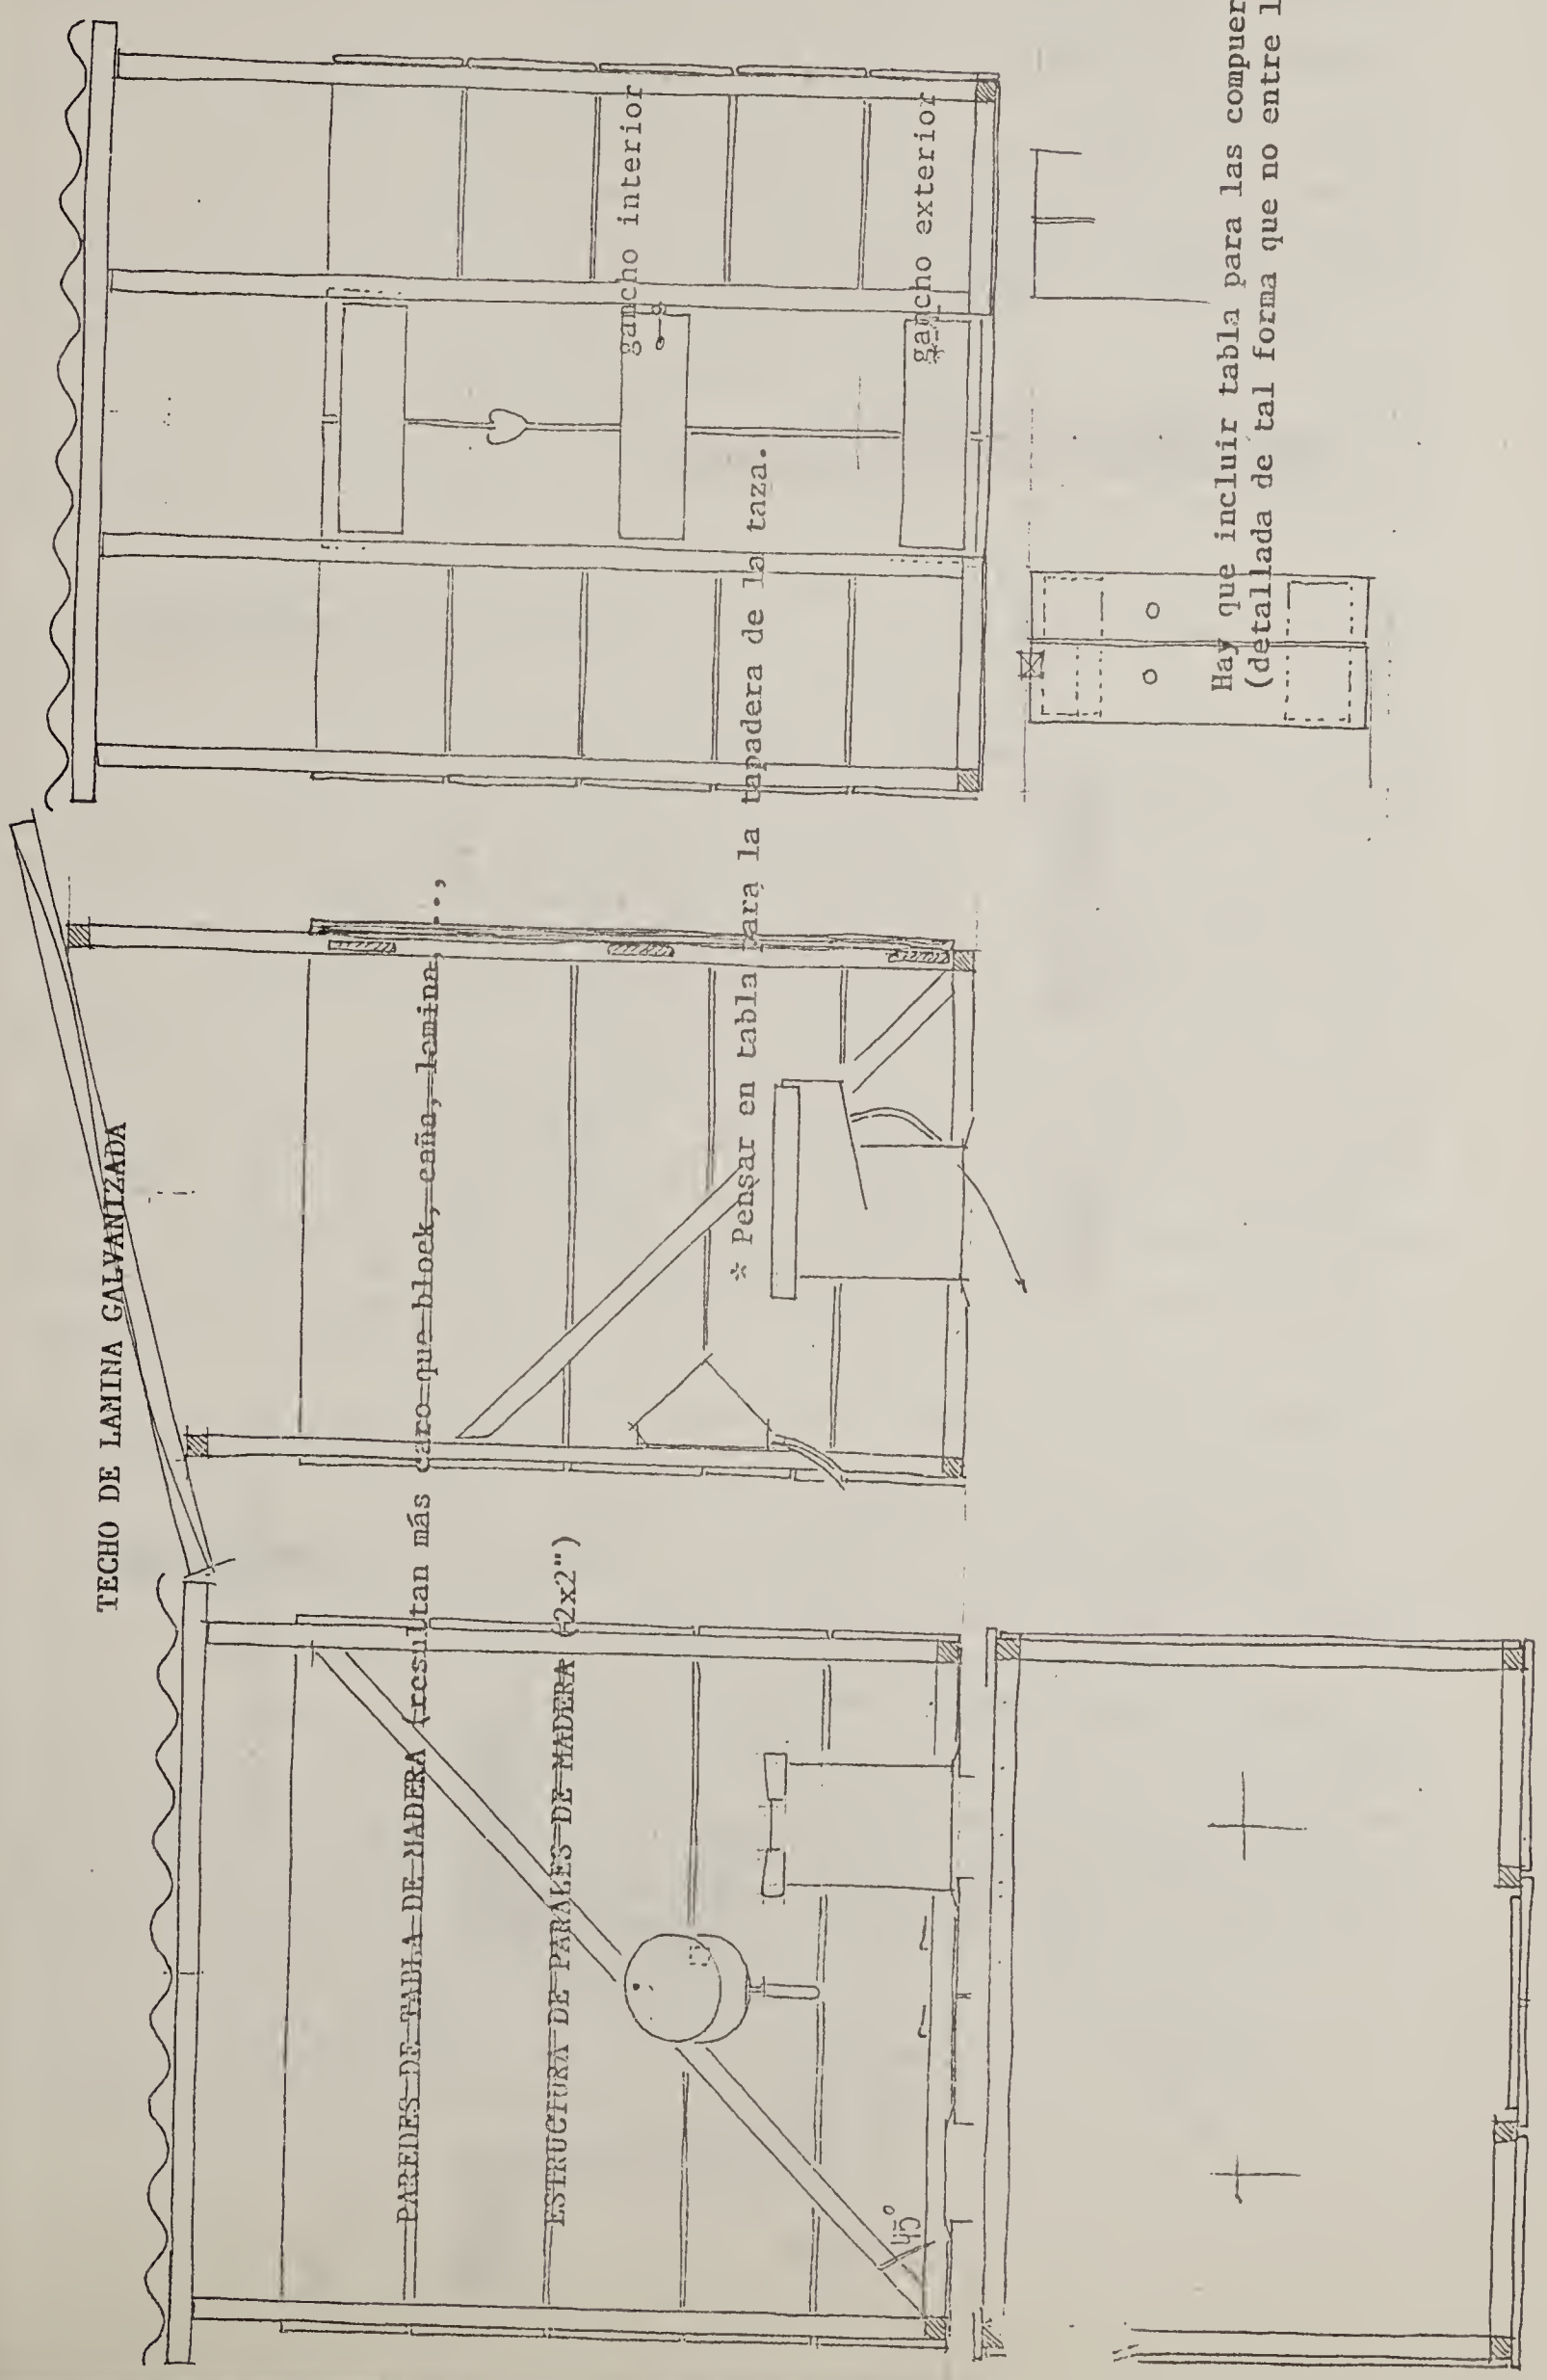 TECHO DE LAMINA GALVANIZADA
PAREDES DE TABLA DE MADERA (resultan más caro que block, caña, lamina ..,
ESTRUCTURA DE PARALES DE MADERA (2x2")
* Pensar en tabla para la tapadera de la taza.
gancho interior
gancho exterior
45°
Hay que incluir tabla para las compuer
(detallada de tal forma que no entre l